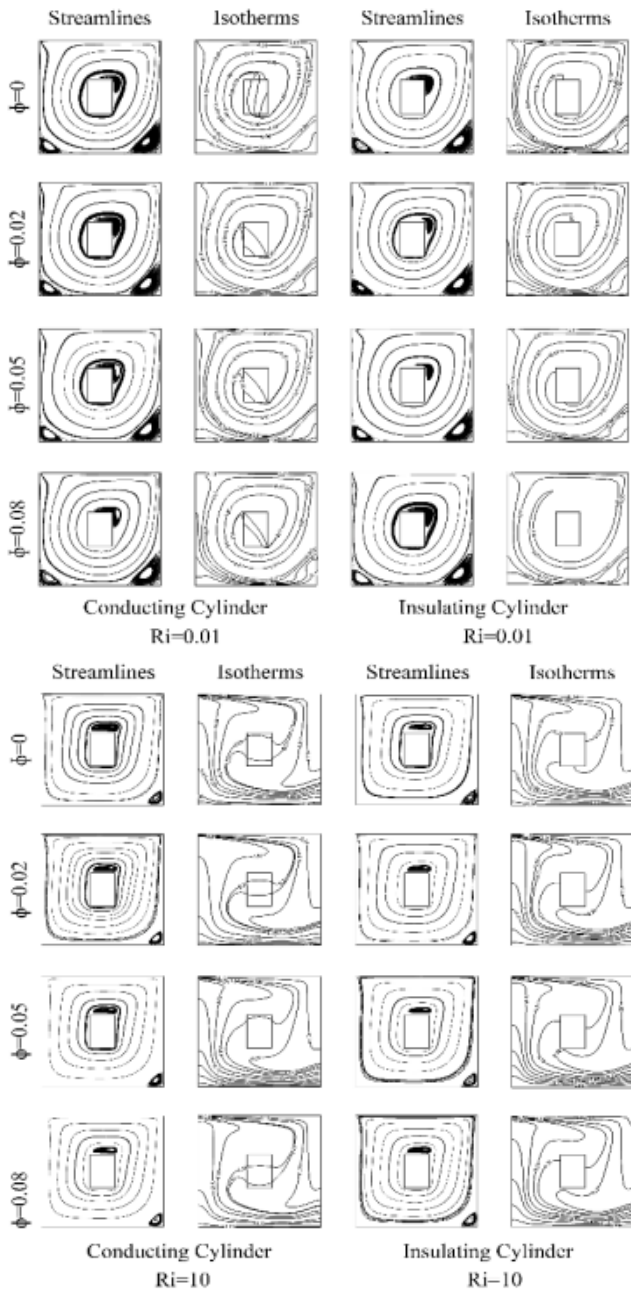 Streamlines Isotherms Streamlines Isotherms
ϕ=0
ϕ=0.02
ϕ=0.05
ϕ=0.08
Conducting Cylinder Insulating Cylinder
Ri=0.01 Ri=0.01
Streamlines Isotherms Streamlines Isotherms
ϕ=0
ϕ=0.02
ϕ=0.05
ϕ=0.08
Conducting Cylinder Insulating Cylinder
Ri=10 Ri=10